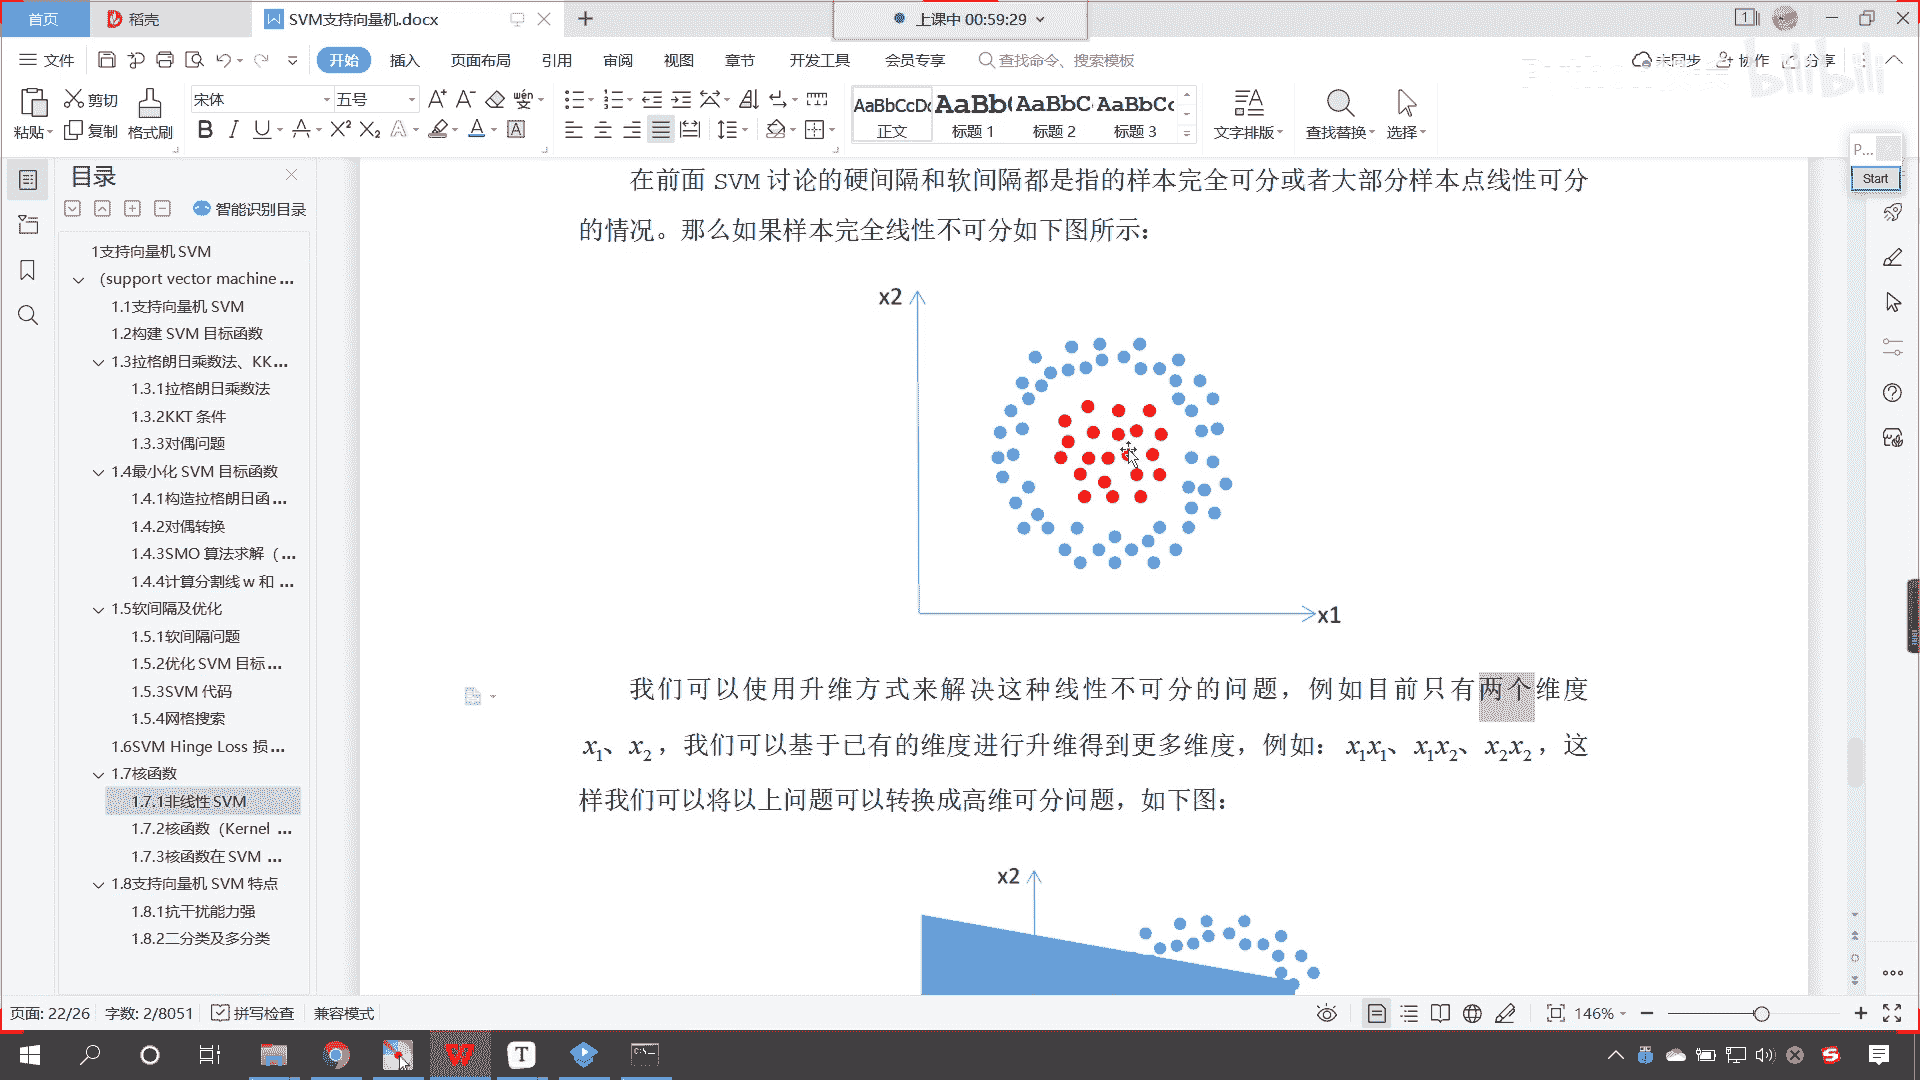 首页
稻壳
SVM支持向量机.docx
上课中 00:59:29
1
文件
开始
插入
页面布局
引用
审阅
视图
章节
开发工具
会员专享
查找命令、搜索模板
未同步
协作
分享
bilibili
粘贴
剪切
复制
格式刷
宋体
五号
AaBbCcDd
正文
AaBb(
标题 1
AaBbC
标题 2
AaBbCc
标题 3
文字排版
查找替换
选择
P...
Start
目录
智能识别目录
1支持向量机 SVM
（support vector machine ...
1.1支持向量机 SVM
1.2构建 SVM 目标函数
1.3拉格朗日乘数法、KK...
1.3.1拉格朗日乘数法
1.3.2KKT 条件
1.3.3对偶问题
1.4最小化 SVM 目标函数
1.4.1构造拉格朗日函 ...
1.4.2对偶转换
1.4.3SMO 算法求解（ ...
1.4.4计算分割线 w 和 ...
1.5软间隔及优化
1.5.1软间隔问题
1.5.2优化 SVM 目标 ...
1.5.3SVM 代码
1.5.4网格搜索
1.6SVM Hinge Loss 损...
1.7核函数
1.7.1非线性 SVM
1.7.2核函数（Kernel ...
1.7.3核函数在 SVM ...
1.8支持向量机 SVM 特点
1.8.1抗干扰能力强
1.8.2二分类及多分类
在前面 SVM 讨论的硬间隔和软间隔都是指的样本完全可分或者大部分样本点线性可分
的情况。那么如果样本完全线性不可分如下图所示：
x2
x1
我们可以使用升维方式来解决这种线性不可分的问题，例如目前只有两个维度
x₁、x₂，我们可以基于已有的维度进行升维得到更多维度，例如：x₁x₁、x₁x₂、x₂x₂，这
样我们可以将以上问题可以转换成高维可分问题，如下图：
x2
页面: 22/26
字数: 2/8051
拼写检查
兼容模式
146%